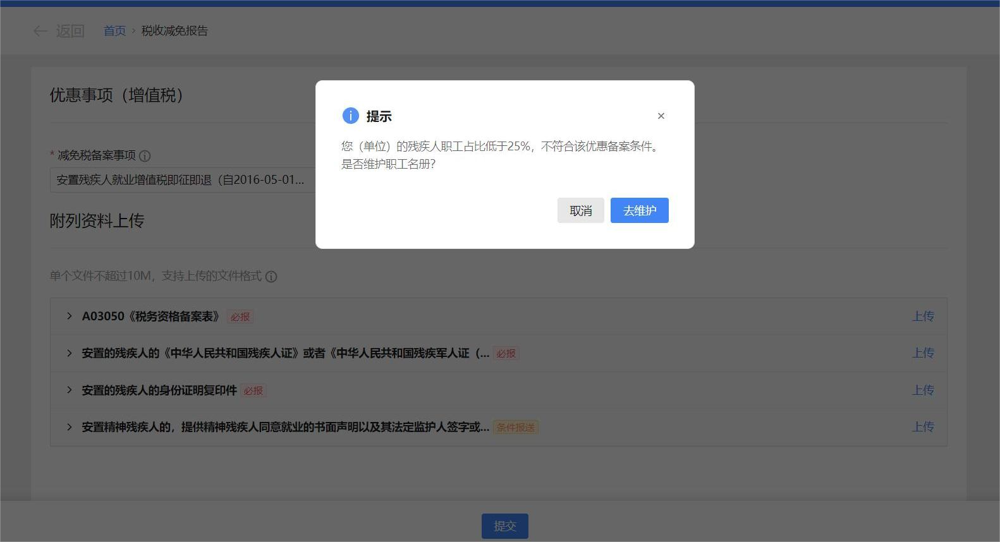 返回 首页 › 税收减免报告
优惠事项（增值税）
提示
您（单位）的残疾人职工占比低于25%，不符合该优惠备案条件。
是否维护职工名册？
取消 去维护
* 减免税备案事项
安置残疾人就业增值税即征即退（自2016-05-01...
附列资料上传
单个文件不超过10M，支持上传的文件格式
A03050《税务资格备案表》 必报 上传
安置的残疾人的《中华人民共和国残疾人证》或者《中华人民共和国残疾军人证（... 必报 上传
安置的残疾人的身份证明复印件 必报 上传
安置精神残疾人的，提供精神残疾人同意就业的书面声明以及其法定监护人签字或... 条件报送 上传
提交